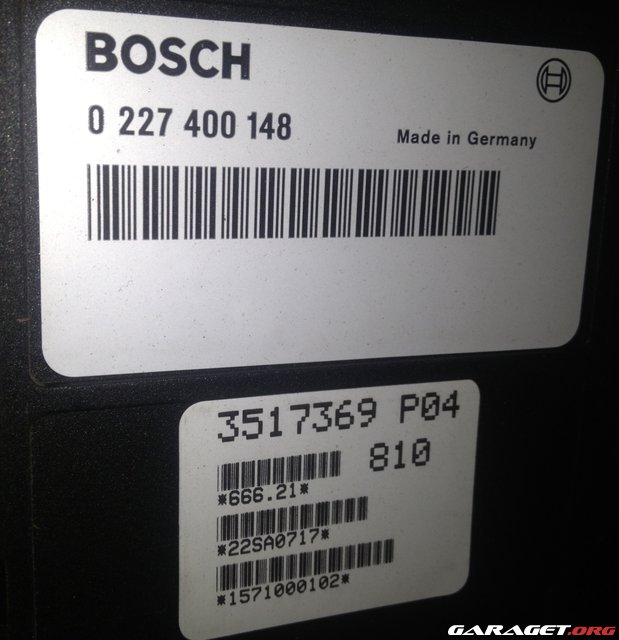 BOSCH
0 227 400 148
Made in Germany
3517369 P04
810
*666.21*
*22SA0717*
*1571000102*
GARAGET.ORG